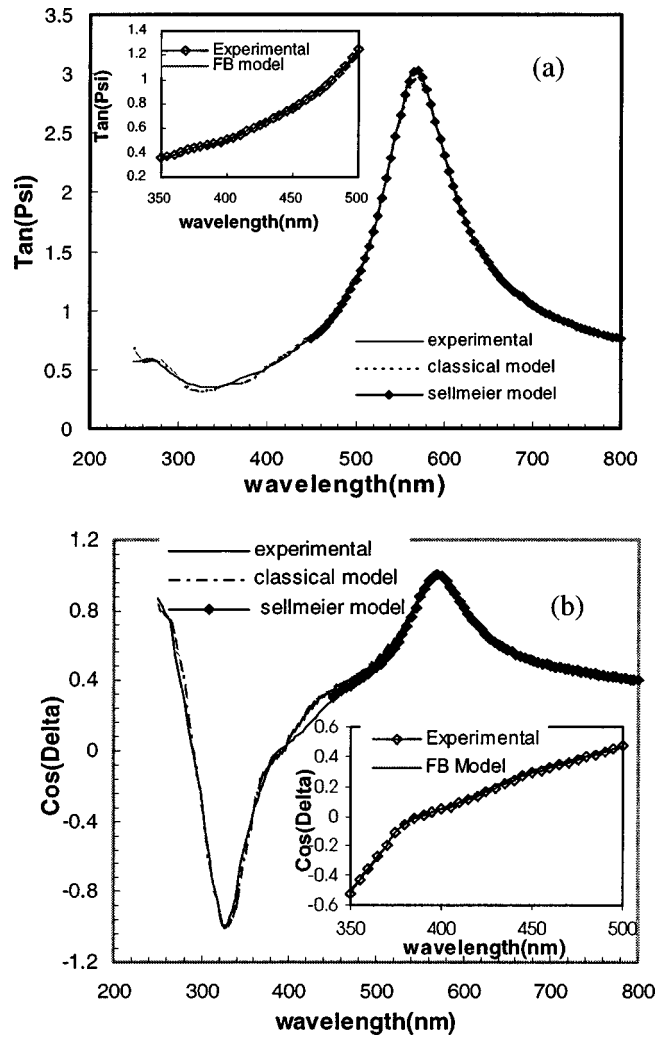 (a)
Tan(Psi)
3.5
3
2.5
2
1.5
1
0.5
0
200 300 400 500 600 700 800
wavelength(nm)
experimental
classical model
sellmeier model
Tan(Psi)
1.4
1.2
1
0.8
0.6
0.4
0.2
350 400 450 500
wavelength(nm)
Experimental
FB model
(b)
Cos(Delta)
1.2
0.8
0.4
0
-0.4
-0.8
-1.2
200 300 400 500 600 700 800
wavelength(nm)
experimental
classical model
sellmeier model
Cos(Delta)
0.6
0.4
0.2
0
-0.2
-0.4
-0.6
350 400 450 500
wavelength(nm)
Experimental
FB Model